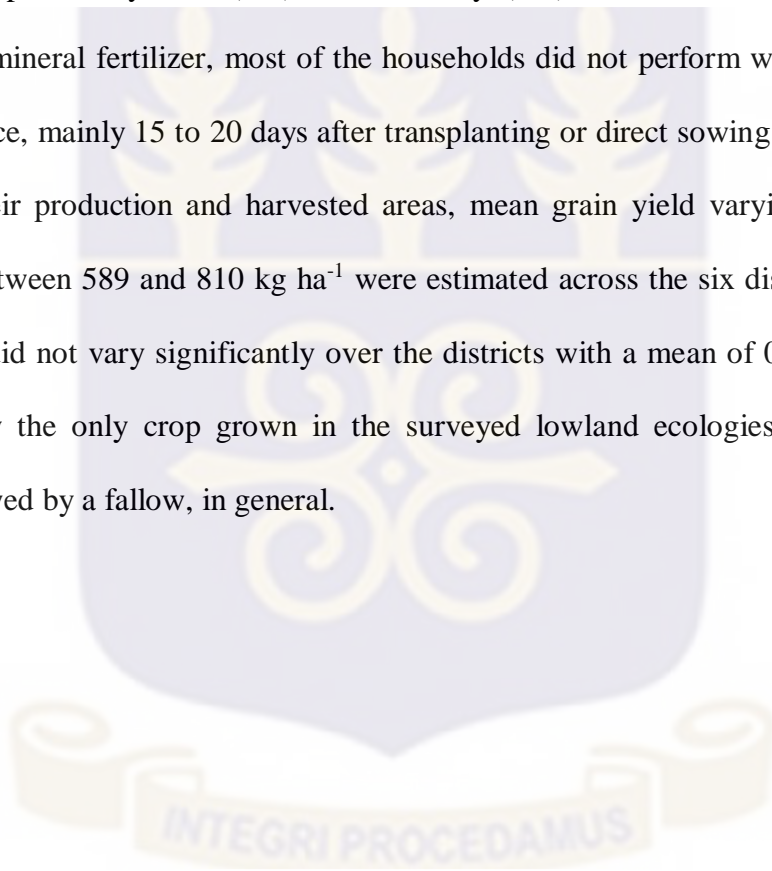 mineral fertilizer, most of the households did not perform w
ce, mainly 15 to 20 days after transplanting or direct sowing
eir production and harvested areas, mean grain yield varyi
tween 589 and 810 kg ha-1 were estimated across the six dis
id not vary significantly over the districts with a mean of 0
the only crop grown in the surveyed lowland ecologies
ed by a fallow, in general.
INTEGRI PROCEDAMUS